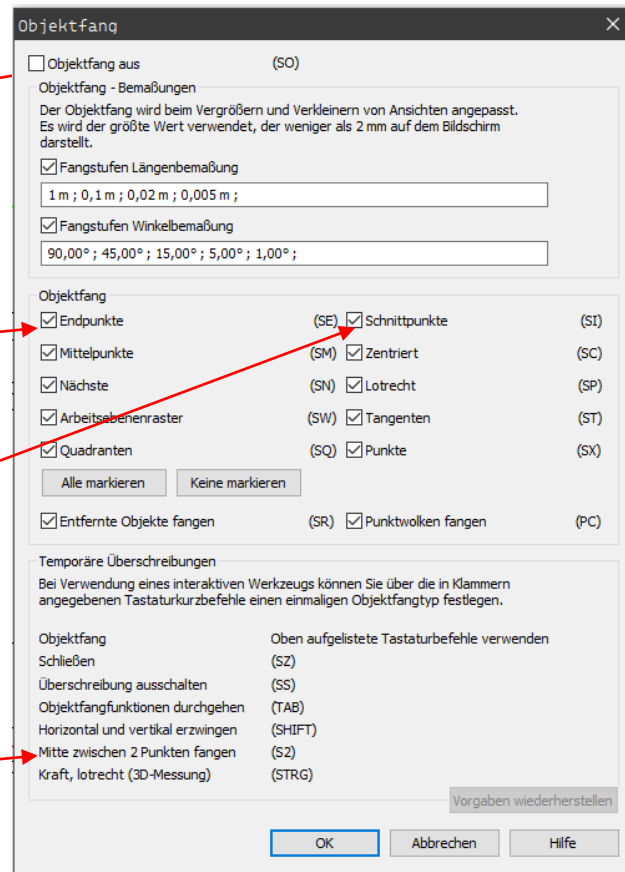 Objektfang
Objektfang aus (SO)
Objektfang - Bemaßungen
Der Objektfang wird beim Vergrößern und Verkleinern von Ansichten angepasst.
Es wird der größte Wert verwendet, der weniger als 2 mm auf dem Bildschirm
darstellt.
Fangstufen Längenbemaßung
1 m ; 0,1 m ; 0,02 m ; 0,005 m ;
Fangstufen Winkelbemaßung
90,00° ; 45,00° ; 15,00° ; 5,00° ; 1,00° ;
Objektfang
Endpunkte (SE) Schnittpunkte (SI)
Mittelpunkte (SM) Zentriert (SC)
Nächste (SN) Lotrecht (SP)
Arbeitsebenenraster (SW) Tangenten (ST)
Quadranten (SQ) Punkte (SX)
Alle markieren Keine markieren
Entfernte Objekte fangen (SR) Punktwolken fangen (PC)
Temporäre Überschreibungen
Bei Verwendung eines interaktiven Werkzeugs können Sie über die in Klammern
angegebenen Tastaturkurzbefehle einen einmaligen Objektfangtyp festlegen.
Objektfang Oben aufgelistete Tastaturbefehle verwenden
Schließen (SZ)
Überschreibung ausschalten (SS)
Objektfangfunktionen durchgehen (TAB)
Horizontal und vertikal erzwingen (SHIFT)
Mitte zwischen 2 Punkten fangen (S2)
Kraft, lotrecht (3D-Messung) (STRG)
Vorgaben wiederherstellen
OK Abbrechen Hilfe